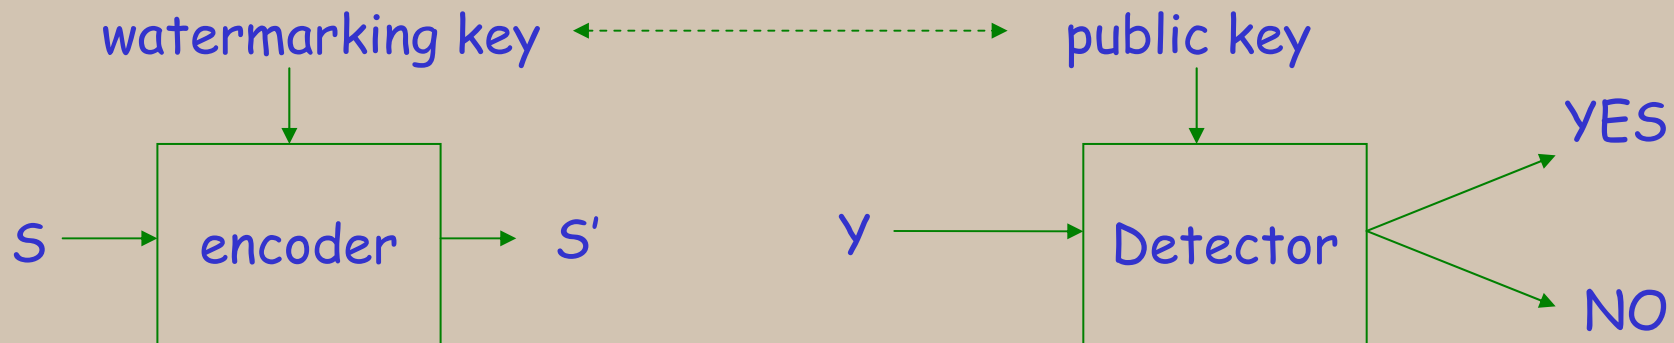 watermarking key public key
YES
S encoder S' Y Detector
NO